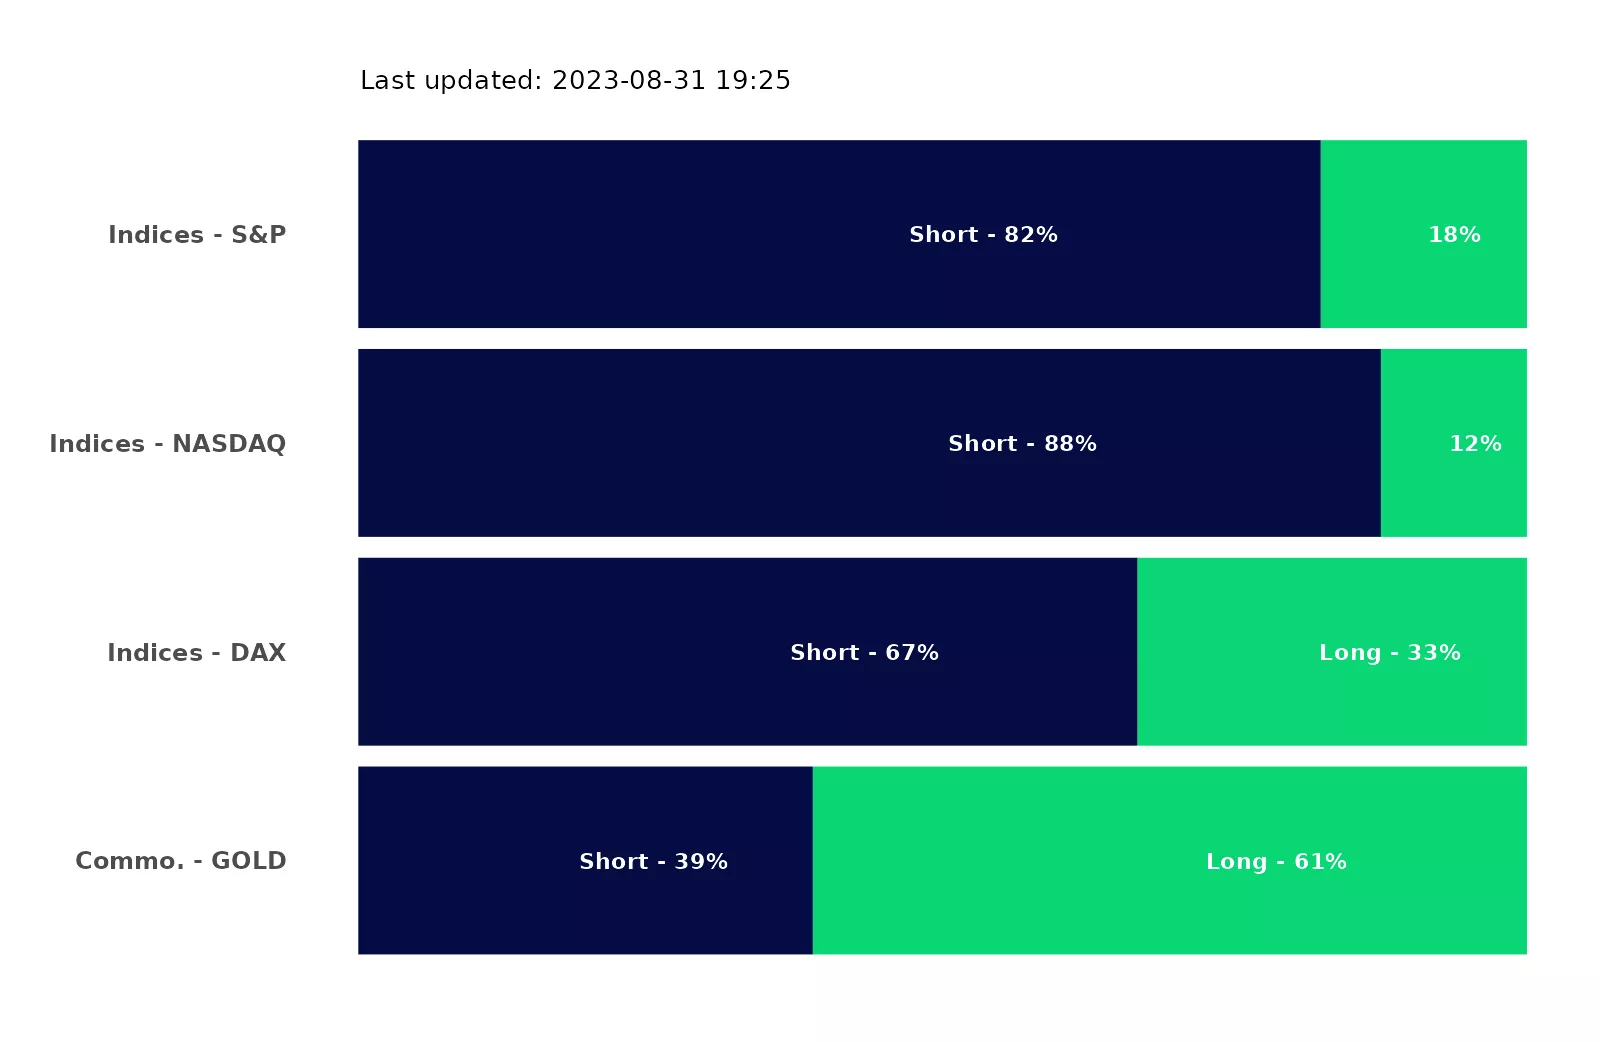 Last updated: 2023-08-31 19:25
Indices - S&P
Short - 82%
18%
Indices - NASDAQ
Short - 88%
12%
Indices - DAX
Short - 67%
Long - 33%
Commo. - GOLD
Short - 39%
Long - 61%